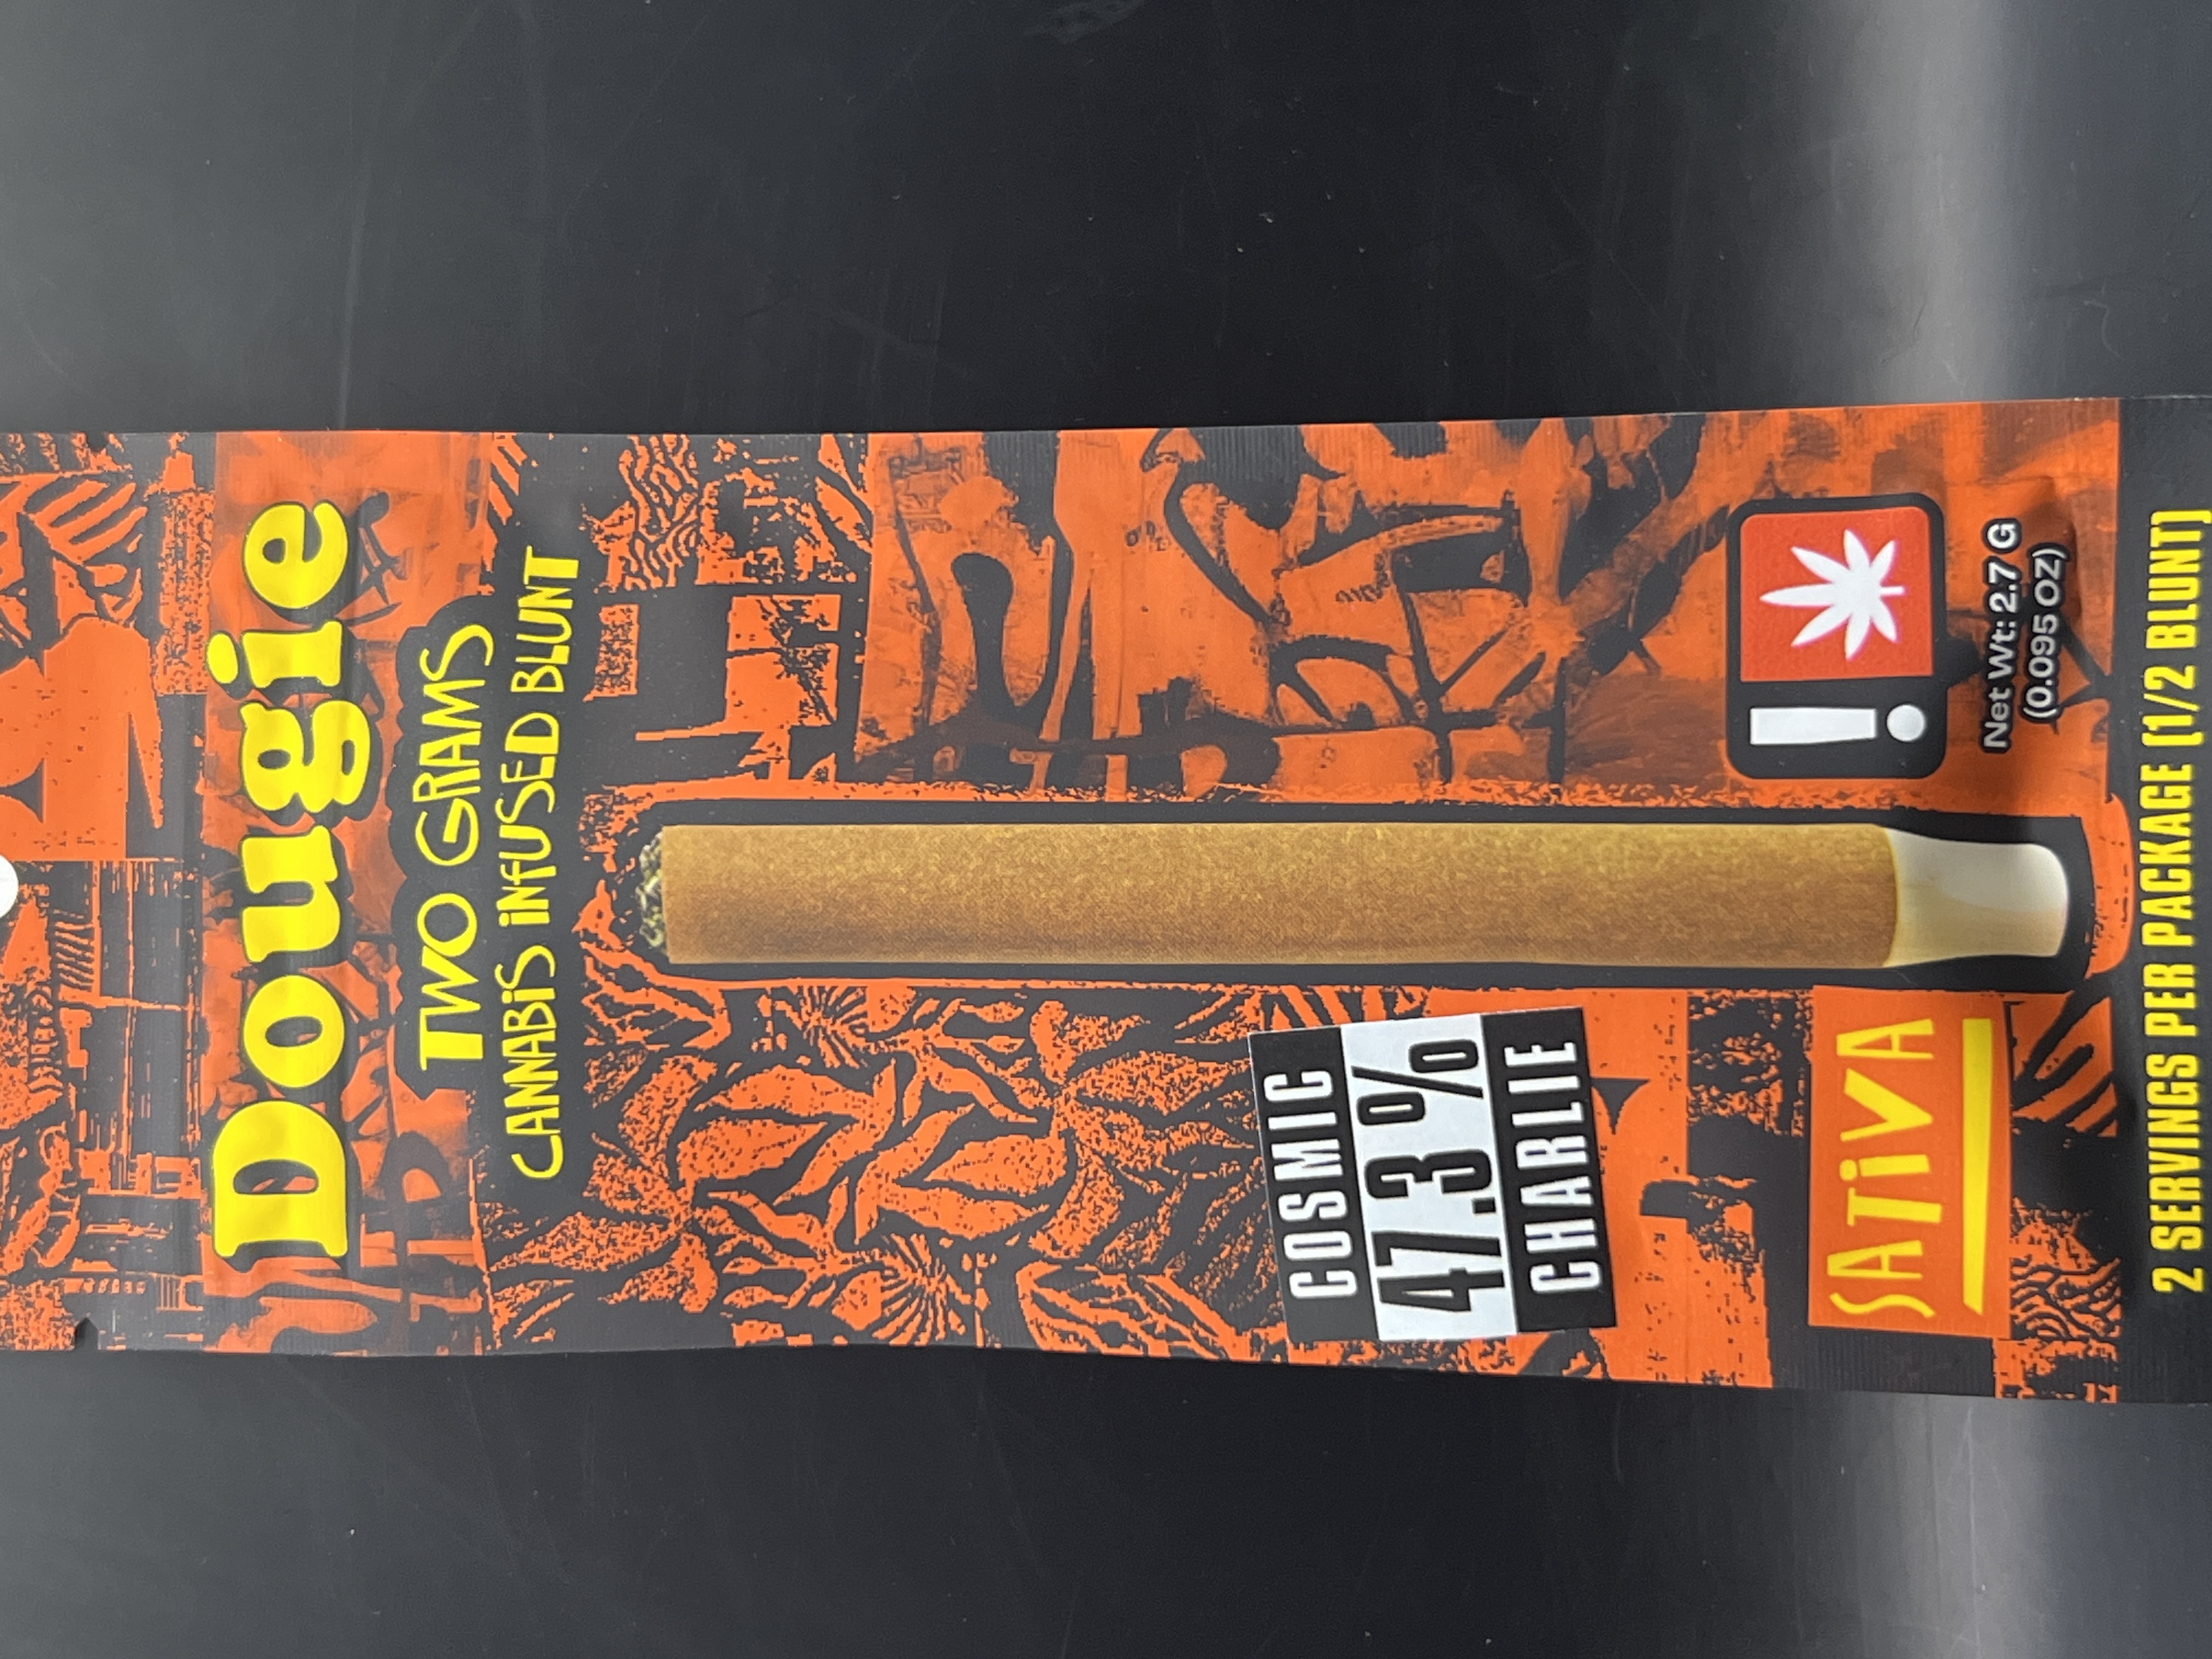 Dougie
TWO GRAMS
CANNABiS iNFUSED BLUNT
COSMIC
47.3 %
CHARLIE
SATiVA
!
Net Wt: 2.7 G
(0.095 OZ)
2 SERVINGS PER PACKAGE (1/2 BLUNT)